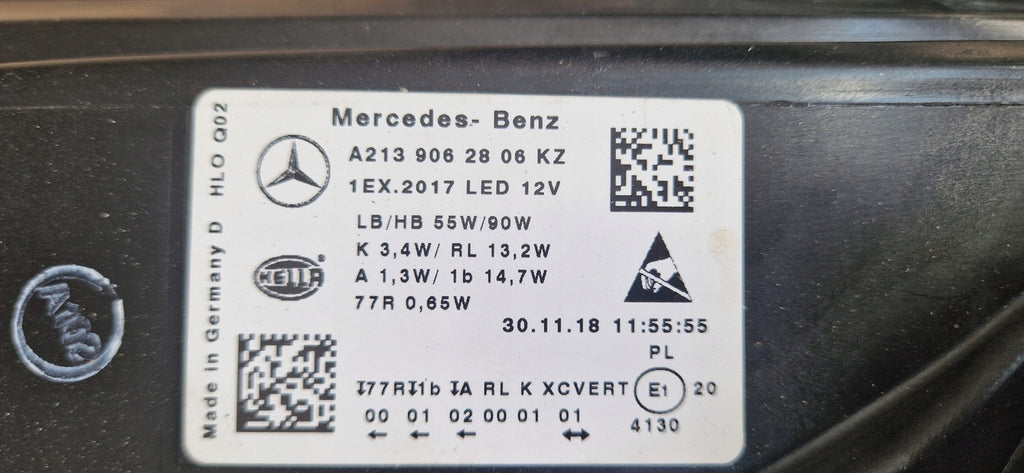 Mercedes- Benz
A213 906 28 06 KZ
1EX.2017 LED 12V
LB/HB 55W/90W
K 3,4W/ RL 13,2W
A 1,3W/ 1b 14,7W
77R 0,65W
30.11.18 11:55:55
PL
77R 1b A RL K XCVERT E1 20
00 01 02 00 01 01
4130
HELLA
Made in Germany D HLO Q02